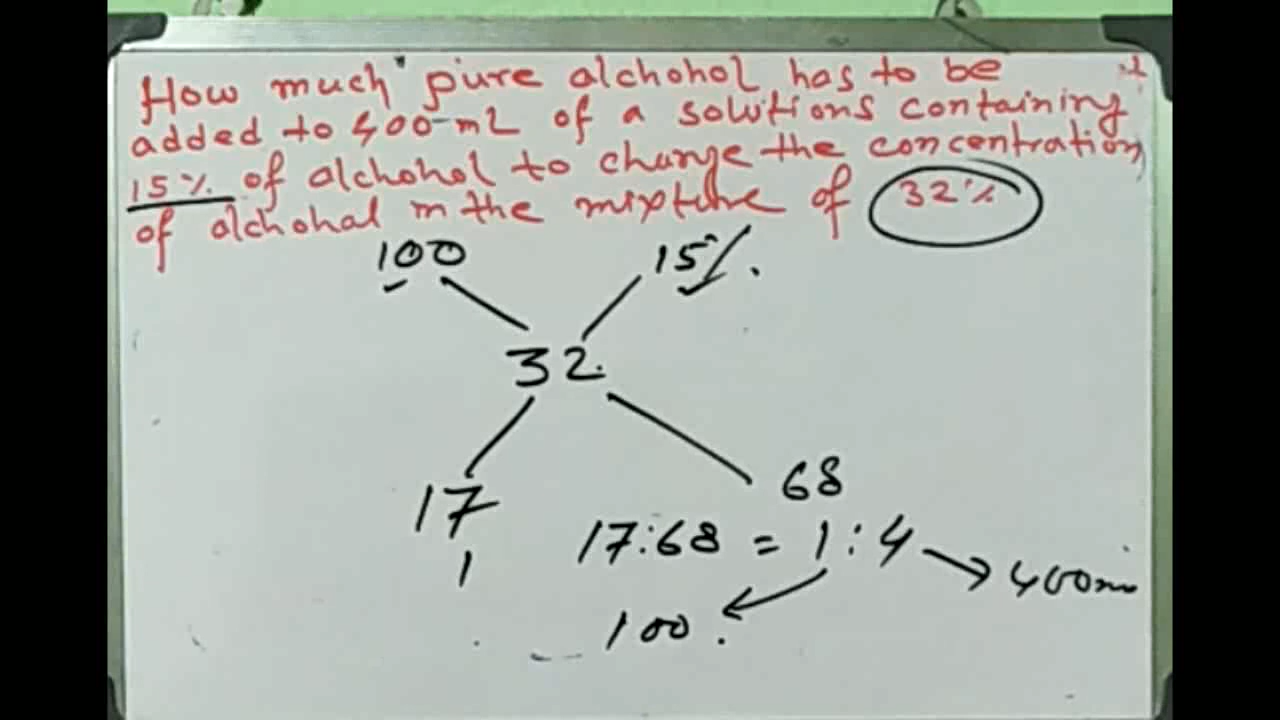 How much pure alchohol has to be
added to 400 ml of a solutions containing
15% of alchohol to change the concentration
of alchohal in the mixture of 32%
100 15%.
32.
17 68
1 17:68 = 1:4 → 400m
100.